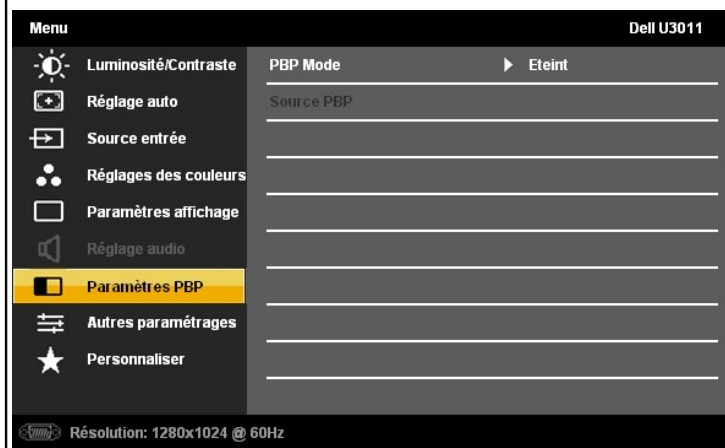 Menu Dell U3011
Luminosité/Contraste PBP Mode Eteint
Réglage auto Source PBP
Source entrée
Réglages des couleurs
Paramètres affichage
Réglage audio
Paramètres PBP
Autres paramétrages
Personnaliser
Résolution: 1280x1024 @ 60Hz